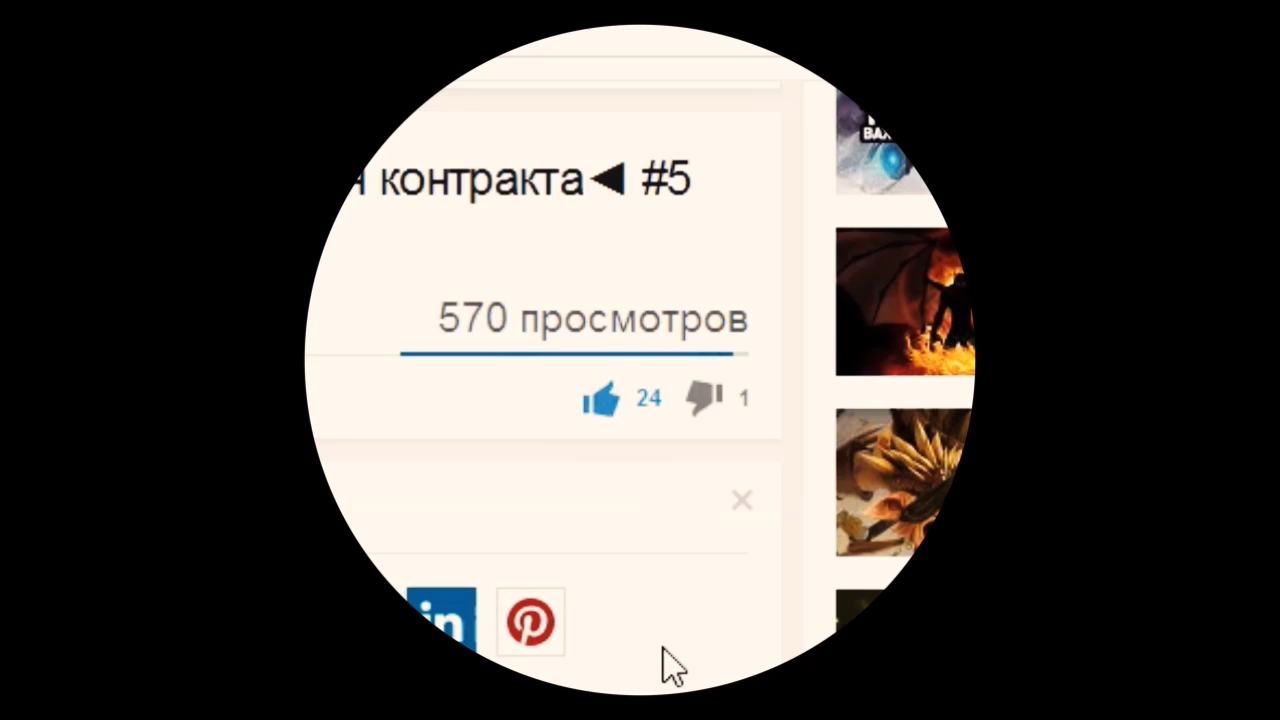 контракта◄ #5
570 просмотров
24 1
in